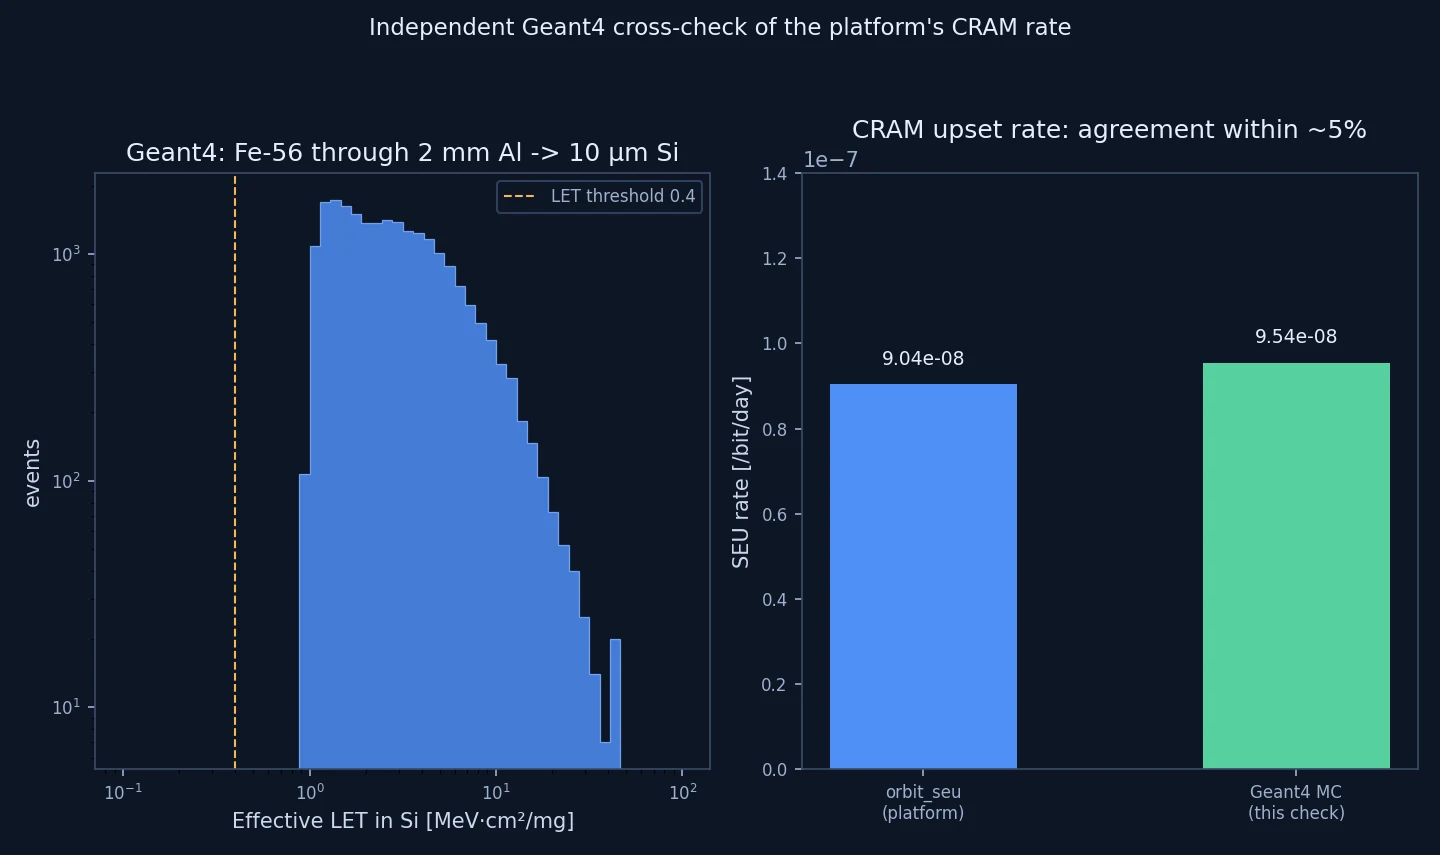 Independent Geant4 cross-check of the platform's CRAM rate
Geant4: Fe-56 through 2 mm Al -> 10 µm Si
LET threshold 0.4
events
10³
10²
10¹
10⁻¹
10⁰
10¹
10²
Effective LET in Si [MeV·cm²/mg]
CRAM upset rate: agreement within ~5%
1e−7
SEU rate [/bit/day]
1.4
1.2
1.0
0.8
0.6
0.4
0.2
0.0
9.04e-08
9.54e-08
orbit_seu
(platform)
Geant4 MC
(this check)